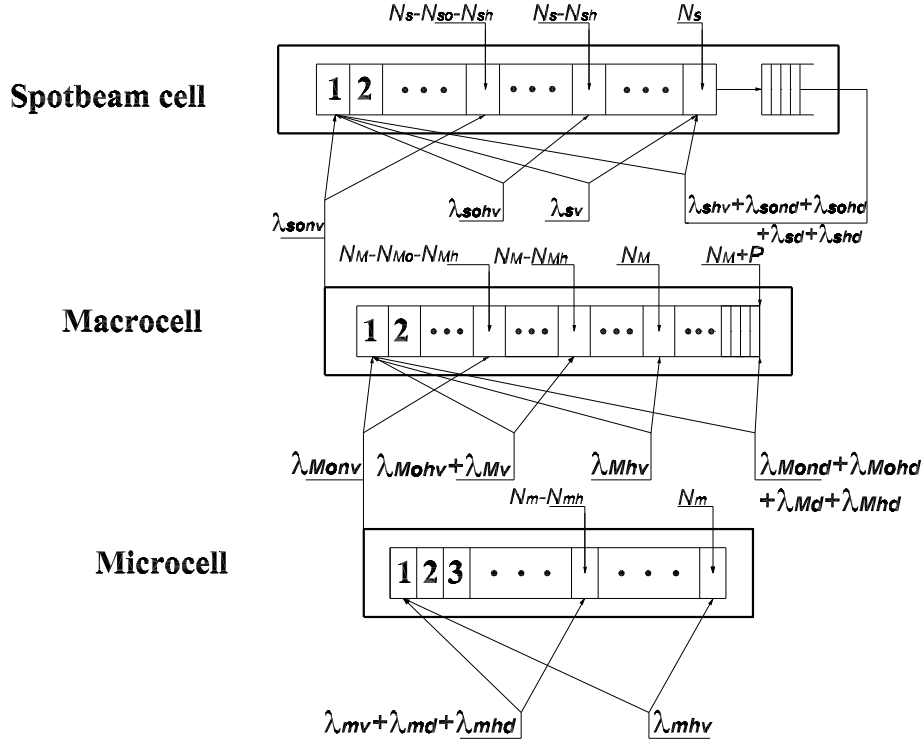 Ns-Nso-Nsh Ns-Nsh Ns
Spotbeam cell
1 2 • • • • • • • • •
λsonv λsohv λsv λshv+λsond+λsohd
+λsd+λshd
NM-NMo-NMh NM-NMh NM NM+P
Macrocell
1 2 ••• ••• ••• •••
λMonv λMohv+λMv λMhv λMond+λMohd
+λMd+λMhd
Nm-Nmh Nm
Microcell
1 2 3 • • • • • •
λmv+λmd+λmhd λmhv